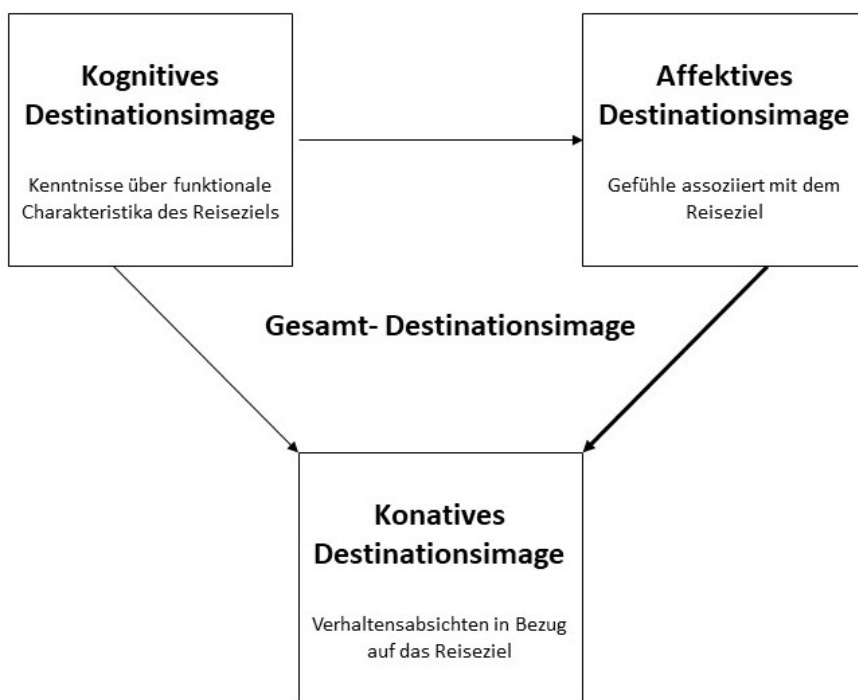 Kognitives
Destinationsimage
Kenntnisse über funktionale
Charakteristika des Reiseziels
Affektives
Destinationsimage
Gefühle assoziiert mit dem
Reiseziel
Gesamt- Destinationsimage
Konatives
Destinationsimage
Verhaltensabsichten in Bezug
auf das Reiseziel